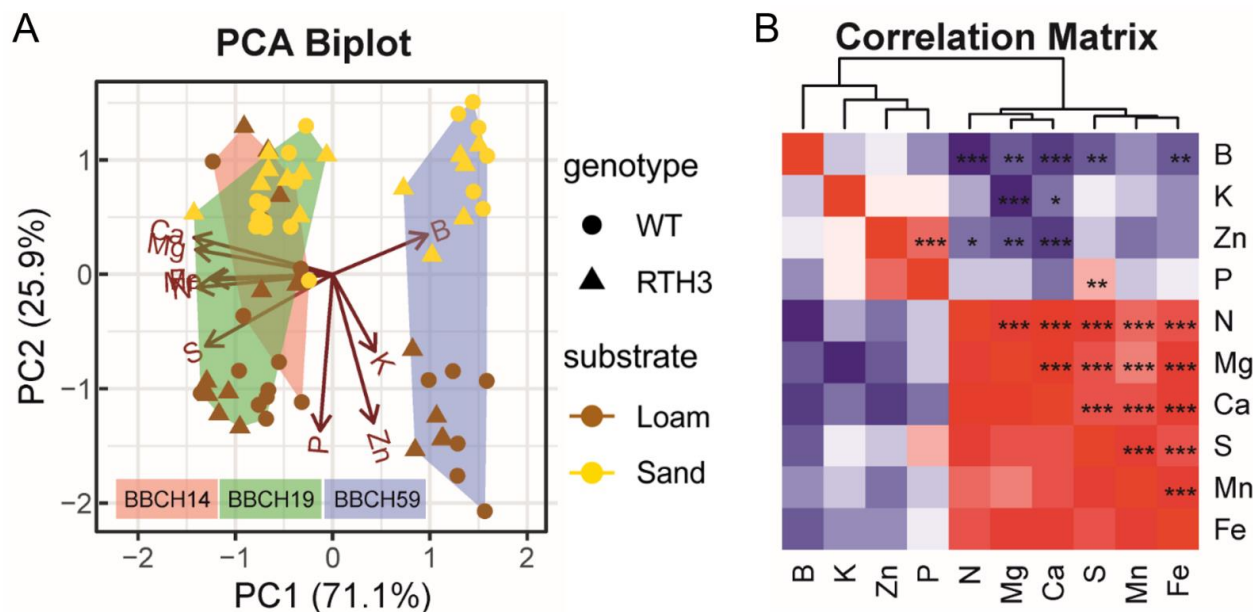 A
PCA Biplot
PC2 (25.9%)
1
0
−1
−2
Ca
Mg
S
B
K
P
Zn
BBCH14
BBCH19
BBCH59
−2
−1
0
1
2
PC1 (71.1%)
genotype
WT
RTH3
substrate
Loam
Sand
B
Correlation Matrix
*** ** *** ** ** B
*** * K
*** * ** *** Zn
** P
*** *** *** *** *** N
*** *** *** *** Mg
*** *** *** Ca
*** *** S
*** Mn
Fe
B K Zn P N Mg Ca S Mn Fe